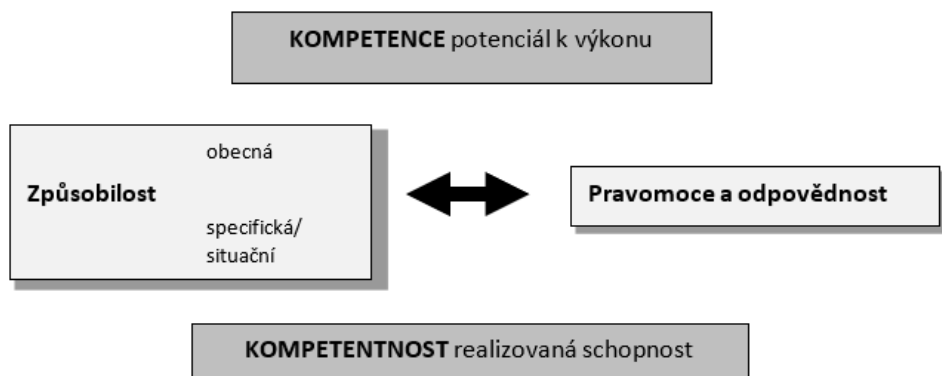 KOMPETENCE potenciál k výkonu
obecná
Způsobilost
specifická/
situační
Pravomoce a odpovědnost
KOMPETENTNOST realizovaná schopnost